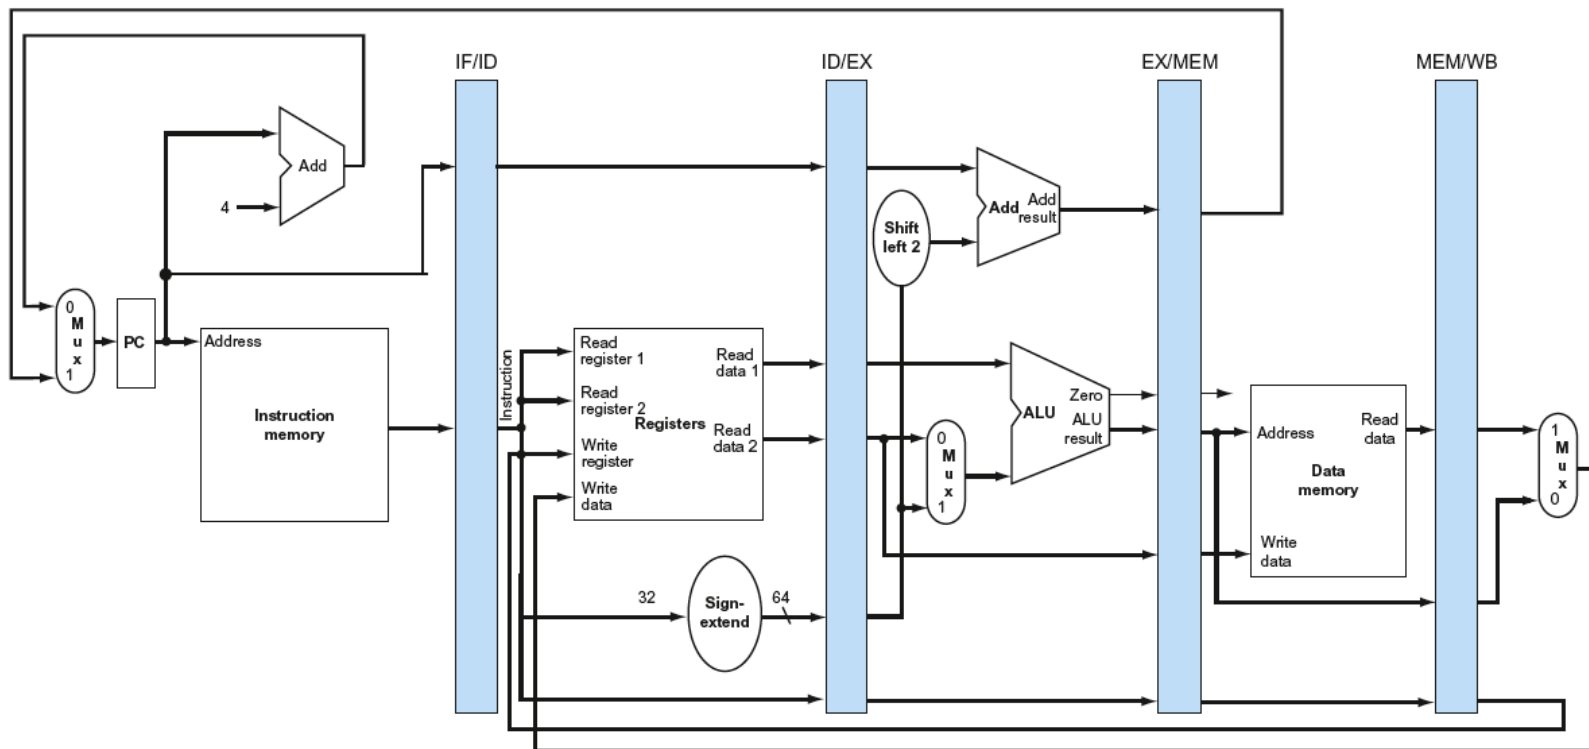 IF/ID
ID/EX
EX/MEM
MEM/WB
Add
4
Shift
left 2
Add
Add
result
0
M
u
x
1
PC
Address
Instruction
memory
Instruction
Read
register 1
Read
register 2
Write
register
Write
data
Registers
Read
data 1
Read
data 2
0
M
u
x
1
ALU
Zero
ALU
result
Address
Write
data
Data
memory
Read
data
1
M
u
x
0
32
Sign-
extend
64